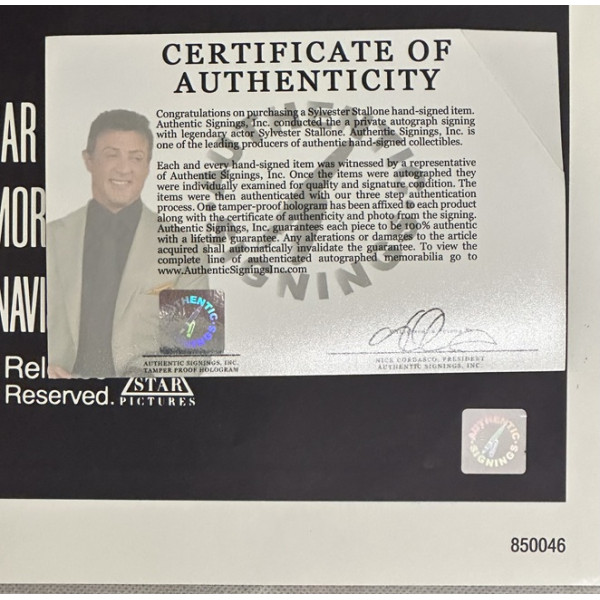 CERTIFICATE OF
AUTHENTICITY
Congratulations on purchasing a Sylvester Stallone hand-signed item.
Authentic Signings, Inc. conducted the a private autograph signing
with legendary actor Sylvester Stallone. Authentic Signings, Inc. is
one of the leading producers of authentic hand-signed collectibles.
Each and every hand-signed item was witnessed by a representative
of Authentic Signings, Inc. Once the items were autographed they
were individually examined for quality and signature condition. The
items were then authenticated with our three step authentication
process. One tamper-proof hologram has been affixed to each product
along with the certificate of authenticity and photo from the signing.
Authentic Signings, Inc. guarantees each piece to be 100% authentic
with a lifetime guarantee. Any alterations or damages to the article
acquired shall automatically invalidate the guarantee. To view the
complete line of authenticated autographed memorabilia go to
www.AuthenticSigningsInc.com
AUTHENTIC SIGNINGS
AUTHENTIC SIGNINGS, INC.
TAMPER PROOF HOLOGRAM
NICK CORDASCO, PRESIDENT
AUTHENTIC SIGNINGS, INC.
AR
MOR
NAVI
Rel
Reserved.
STAR
PICTURES
AUTHENTIC SIGNINGS
850046